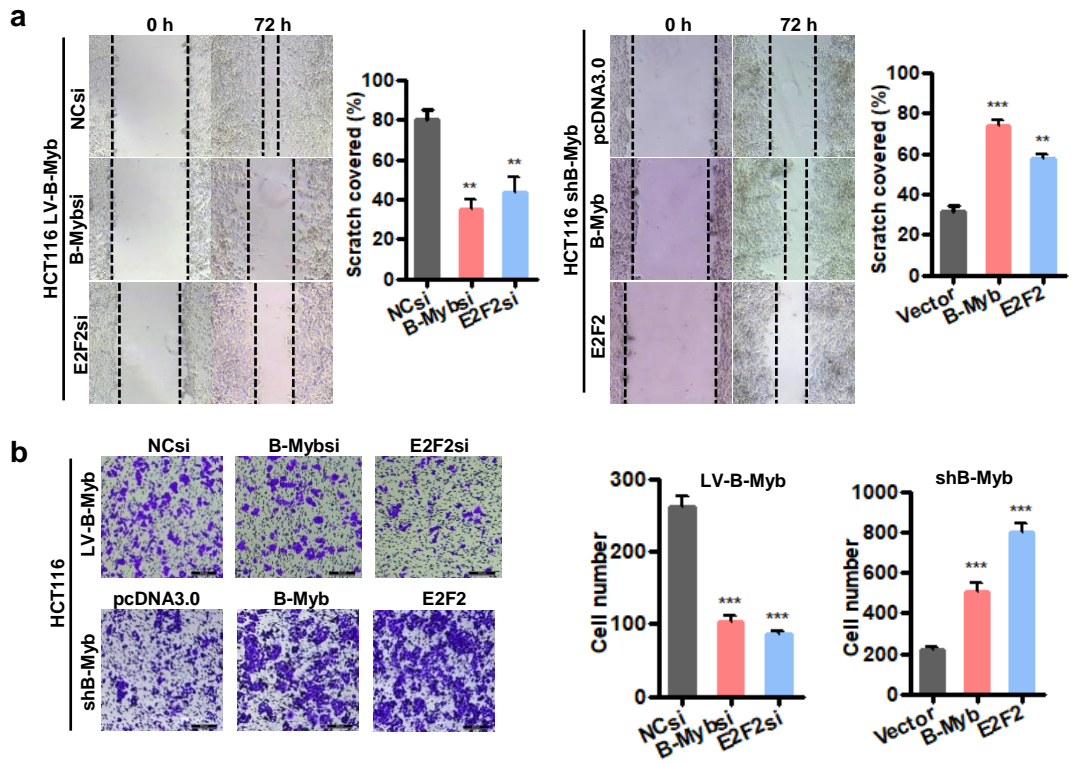 a
0 h 72 h
HCT116 LV-B-Myb
NCsi
B-Mybsi
E2F2si
Scratch covered (%)
100
80
60
40
20
0
**
**
NCsi
B-Mybsi
E2F2si
0 h 72 h
HCT116 shB-Myb
pcDNA3.0
B-Myb
E2F2
Scratch covered (%)
100
80
60
40
20
0
***
**
Vector
B-Myb
E2F2
b
HCT116
LV-B-Myb
NCsi B-Mybsi E2F2si
shB-Myb
pcDNA3.0 B-Myb E2F2
LV-B-Myb
Cell number
300
200
100
0
***
***
NCsi
B-Mybsi
E2F2si
shB-Myb
Cell number
1000
800
600
400
200
0
***
***
Vector
B-Myb
E2F2